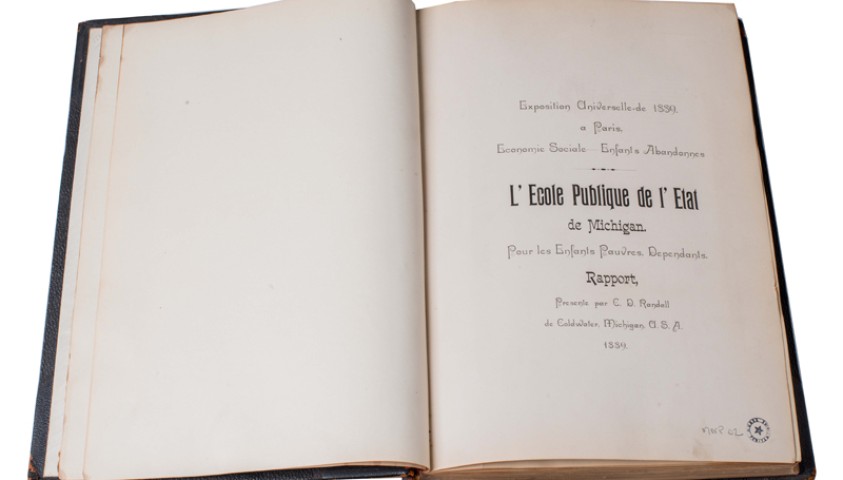 Exposition Universelle de 1889.
a Paris.
Economie Sociale Enfants Abandonnes
L' Ecole Publique de l' Etat
de Michigan.
Pour les Enfants Pauvres, Dependants.
Rapport,
Presente par C. D. Randall
de Coldwater, Michigan, U. S. A.
1889.